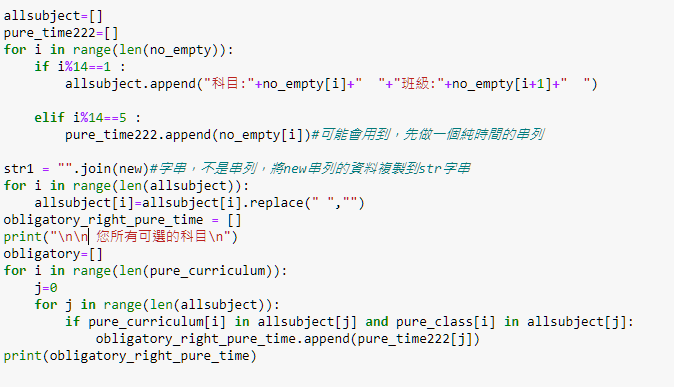 allsubject=[]
pure_time222=[]
for i in range(len(no_empty)):
    if i%14==1 :
        allsubject.append("科目:"+no_empty[i]+"  "+"班級:"+no_empty[i+1]+"  ")

    elif i%14==5 :
        pure_time222.append(no_empty[i])#可能會用到，先做一個純時間的串列

str1 = "".join(new)#字串，不是串列，將new串列的資料複製到str字串
for i in range(len(allsubject)):
    allsubject[i]=allsubject[i].replace(" ","")
obligatory_right_pure_time = []
print("\n\n 您所有可選的科目\n")
obligatory=[]
for i in range(len(pure_curriculum)):
    j=0
    for j in range(len(allsubject)):
        if pure_curriculum[i] in allsubject[j] and pure_class[i] in allsubject[j]:
            obligatory_right_pure_time.append(pure_time222[j])
print(obligatory_right_pure_time)